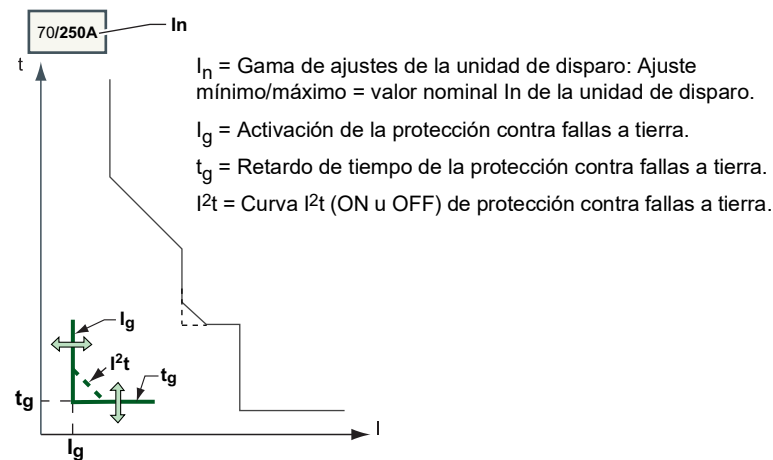 70/250A
In
t
In = Gama de ajustes de la unidad de disparo: Ajuste
mínimo/máximo = valor nominal In de la unidad de disparo.
Ig = Activación de la protección contra fallas a tierra.
tg = Retardo de tiempo de la protección contra fallas a tierra.
I²t = Curva I²t (ON u OFF) de protección contra fallas a tierra.
Ig
I²t
tg
tg
I
Ig